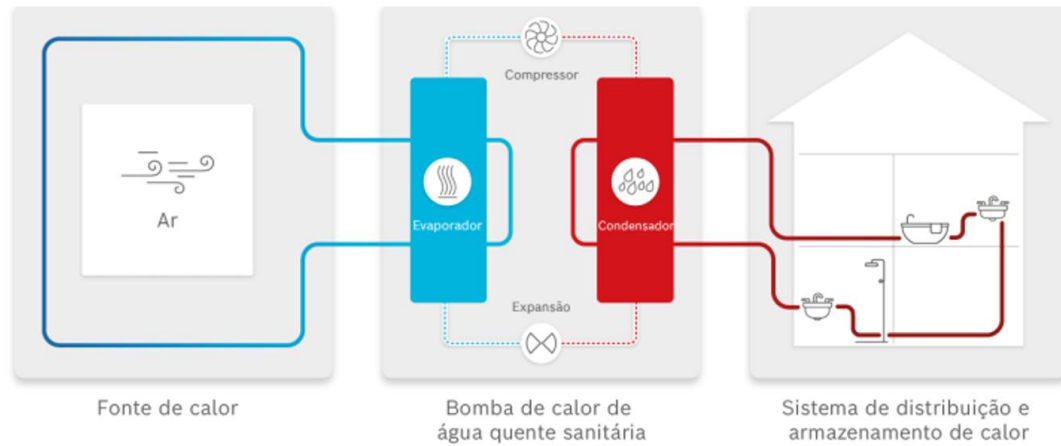 Compressor
Ar
Evaporador
Condensador
Expansão
Fonte de calor
Bomba de calor de
água quente sanitária
Sistema de distribuição e
armazenamento de calor